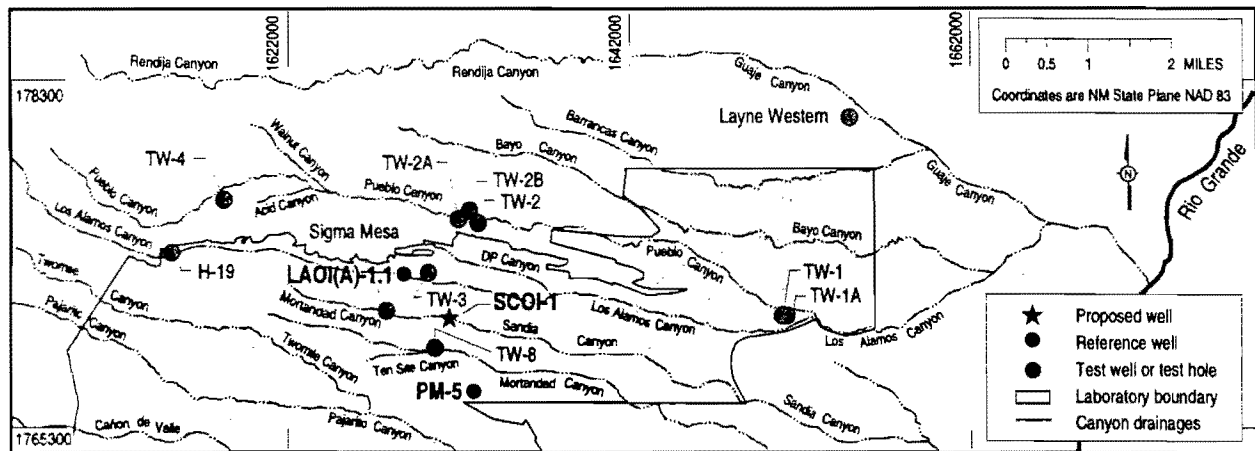 1622000
1642000
1662000
0 0.5 1 2 MILES
Coordinates are NM State Plane NAD 83
Rendija Canyon
Rendija Canyon
Guaje Canyon
178300
Layne Western
Barrancas Canyon
Walnut Canyon
Bayo Canyon
TW-4
TW-2A
TW-2B
TW-2
Pueblo Canyon
Acid Canyon
Pueblo Canyon
Guaje Canyon
Rio Grande
N
Los Alamos Canyon
Sigma Mesa
Bayo Canyon
Pueblo Canyon
DP Canyon
H-19
LAOI(A)-1.1
TW-1
TW-1A
Twomile Canyon
TW-3
SCOI-1
Los Alamos Canyon
Los Alamos Canyon
Pajarito Canyon
Mortandad Canyon
Sandia Canyon
TW-8
Twomile Canyon
Ten Site Canyon
Mortandad Canyon
PM-5
Sandia Canyon
Pajarito Canyon
1765300
Cañon de Valle
Proposed well
Reference well
Test well or test hole
Laboratory boundary
Canyon drainages